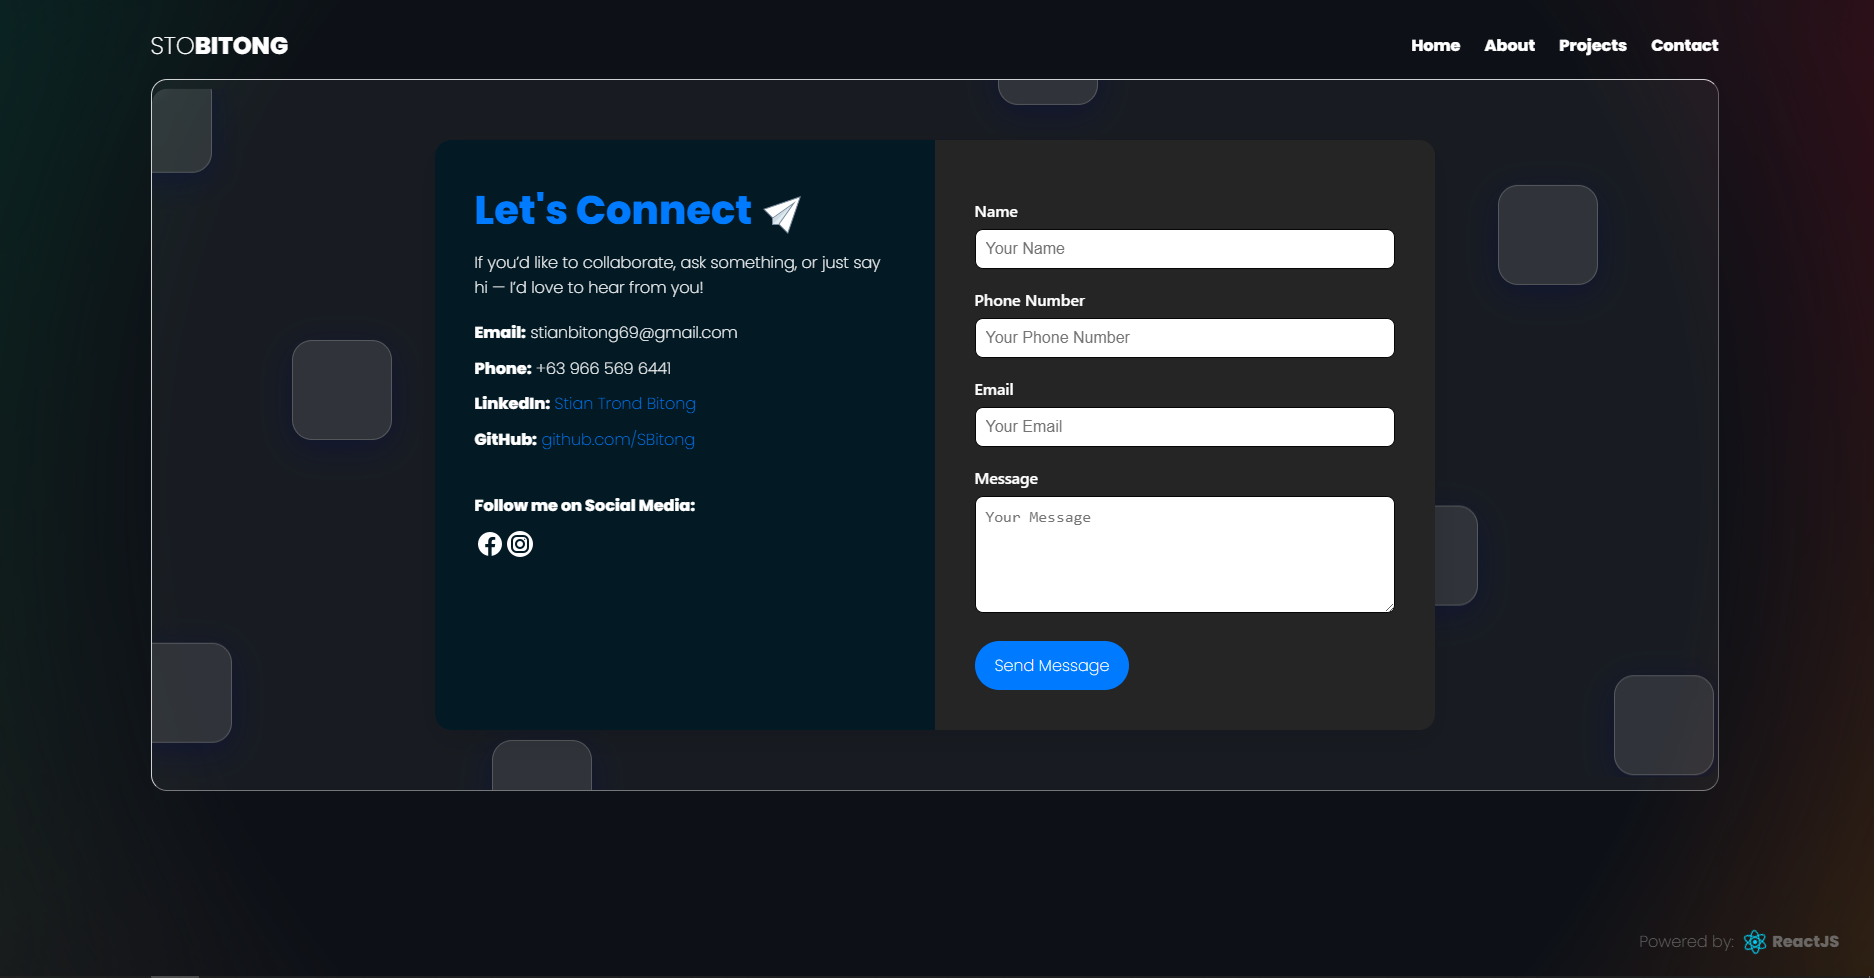 STOBITONG
Home About Projects Contact
Let's Connect
If you’d like to collaborate, ask something, or just say
hi — I’d love to hear from you!
Email: stianbitong69@gmail.com
Phone: +63 966 569 6441
LinkedIn: Stian Trond Bitong
GitHub: github.com/SBitong
Follow me on Social Media:
Name
Your Name
Phone Number
Your Phone Number
Email
Your Email
Message
Your Message
Send Message
Powered by: ReactJS